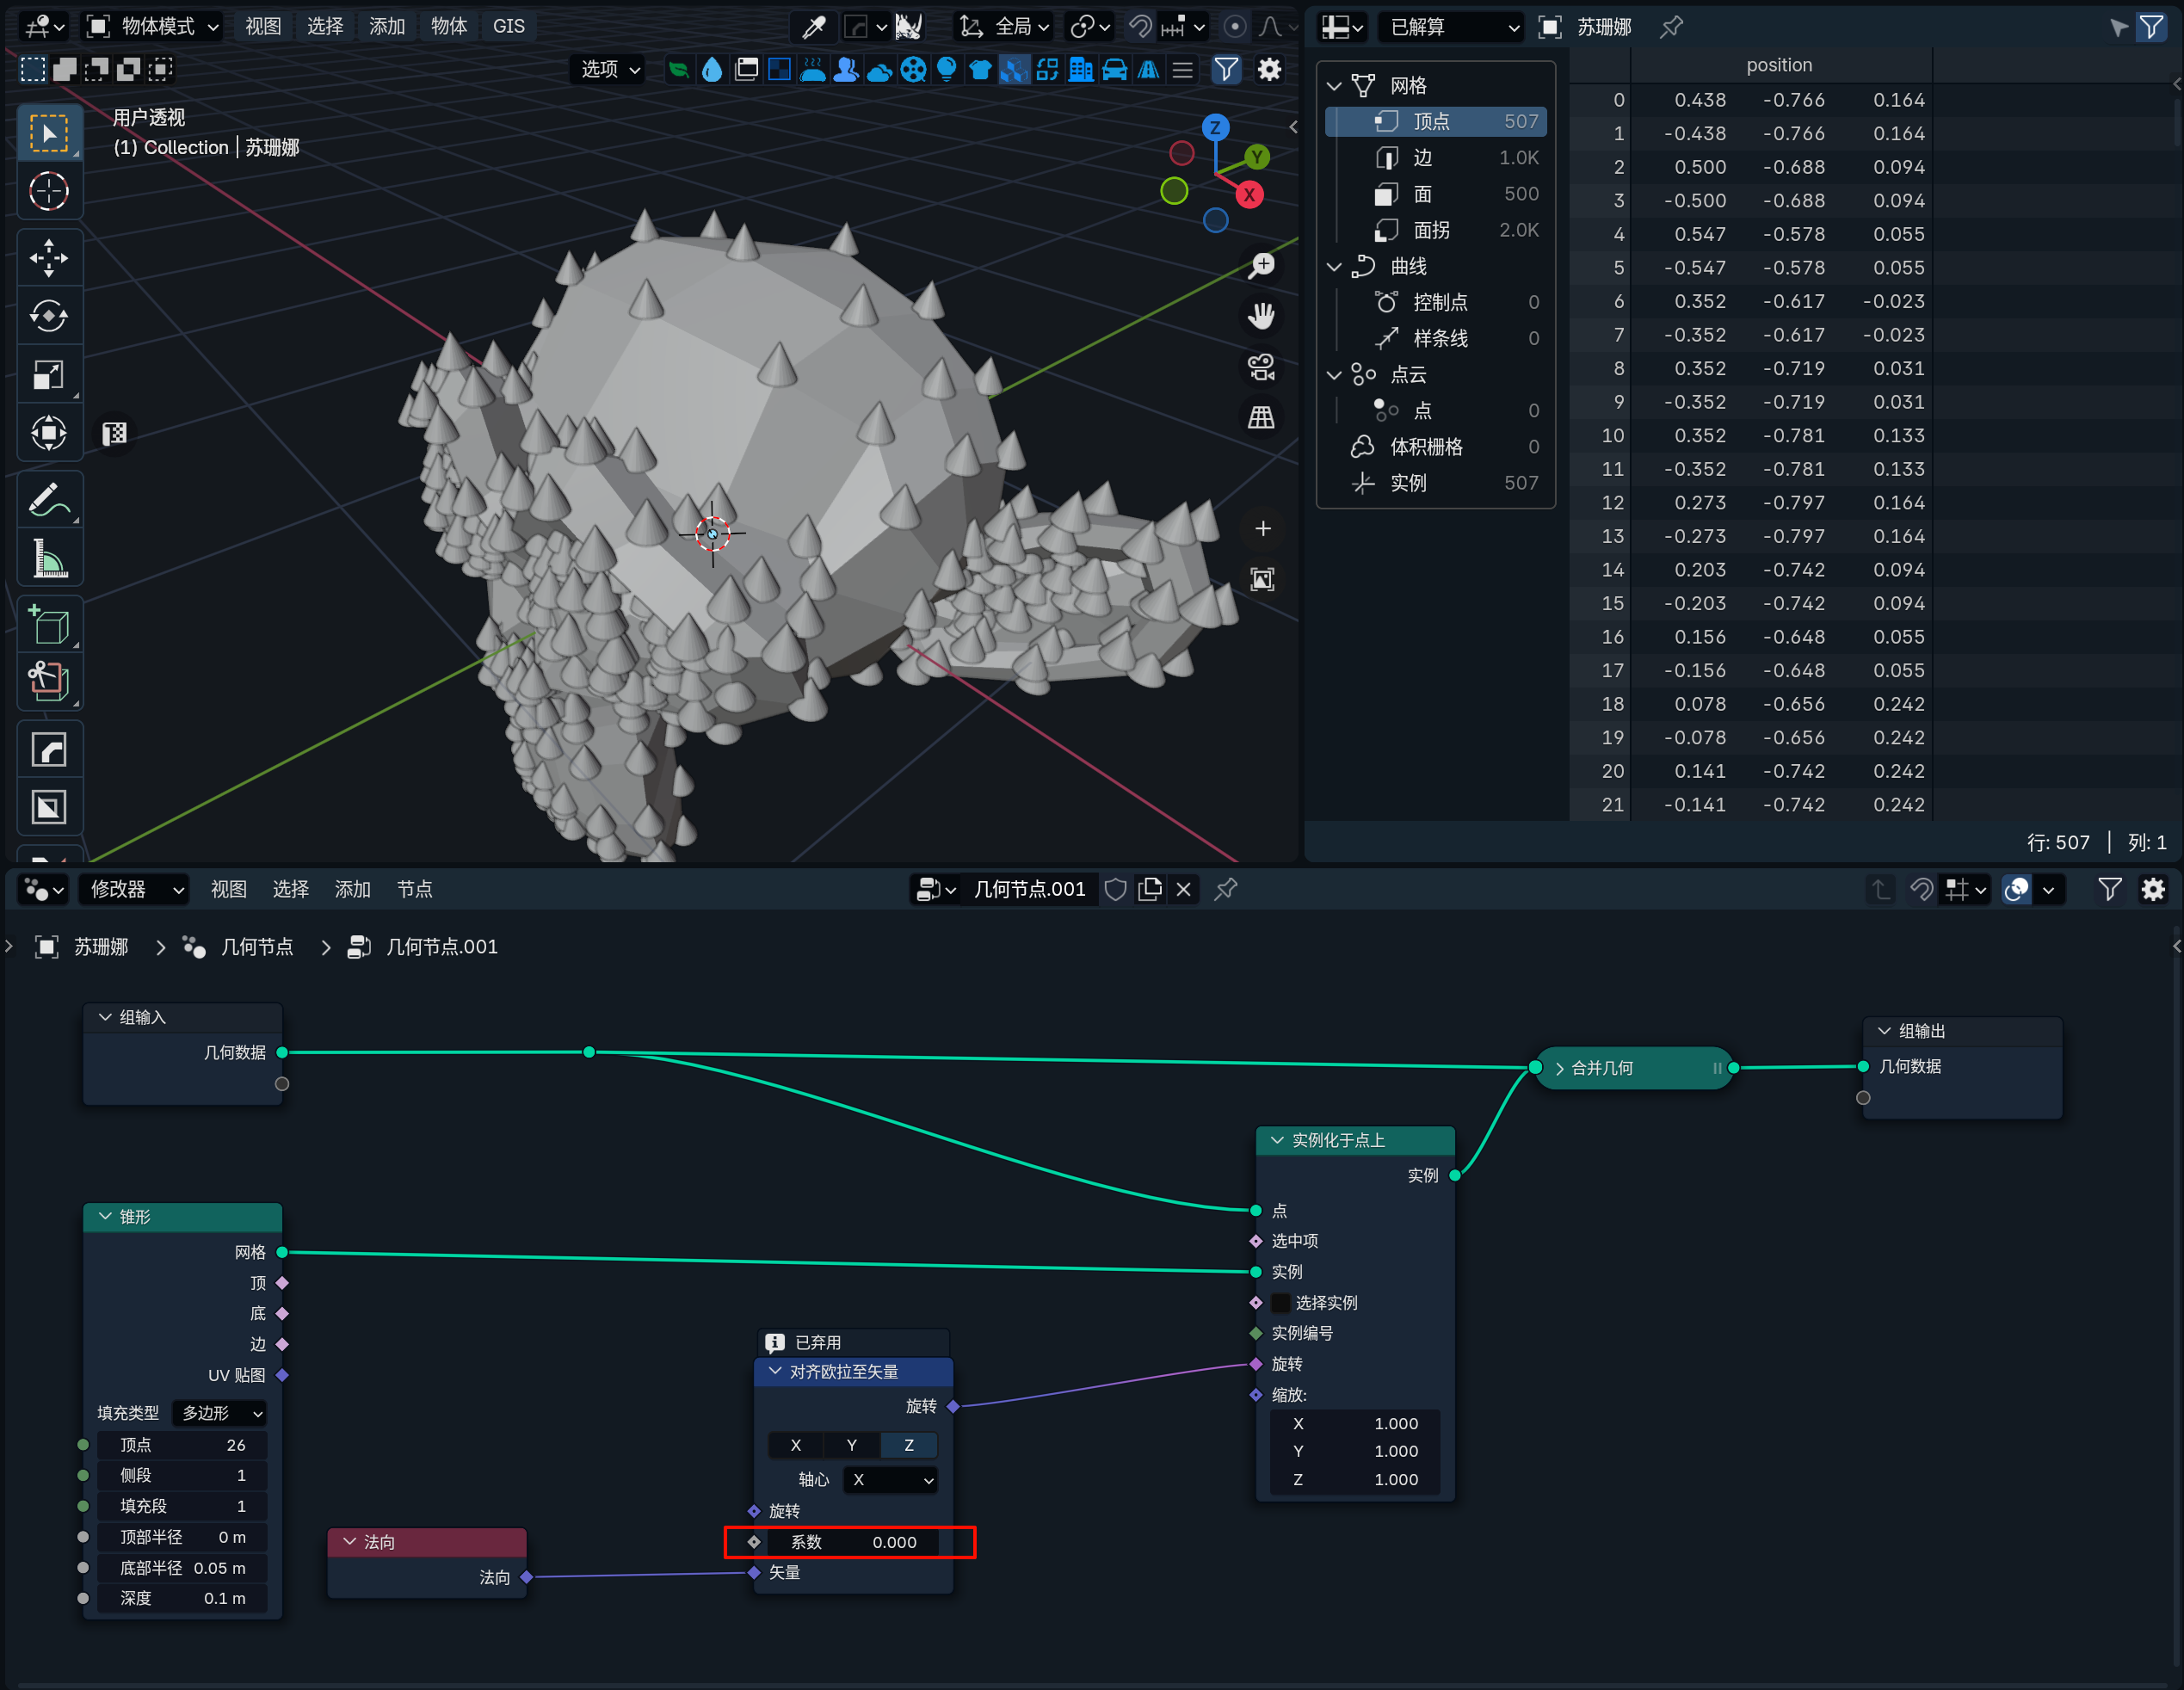 物体模式 视图 选择 添加 物体 GIS 全局
选项
用户透视
(1) Collection | 苏珊娜
Z
Y
X
已解算 苏珊娜
网格
顶点 507
边 1.0K
面 500
面拐 2.0K
曲线
控制点 0
样条线 0
点云
点 0
体积栅格 0
实例 507
position
0 0.438 -0.766 0.164
1 -0.438 -0.766 0.164
2 0.500 -0.688 0.094
3 -0.500 -0.688 0.094
4 0.547 -0.578 0.055
5 -0.547 -0.578 0.055
6 0.352 -0.617 -0.023
7 -0.352 -0.617 -0.023
8 0.352 -0.719 0.031
9 -0.352 -0.719 0.031
10 0.352 -0.781 0.133
11 -0.352 -0.781 0.133
12 0.273 -0.797 0.164
13 -0.273 -0.797 0.164
14 0.203 -0.742 0.094
15 -0.203 -0.742 0.094
16 0.156 -0.648 0.055
17 -0.156 -0.648 0.055
18 0.078 -0.656 0.242
19 -0.078 -0.656 0.242
20 0.141 -0.742 0.242
21 -0.141 -0.742 0.242
行: 507 | 列: 1
修改器 视图 选择 添加 节点 几何节点.001
苏珊娜 > 几何节点 > 几何节点.001
组输入
几何数据
锥形
网格
顶
底
边
UV 贴图
填充类型 多边形
顶点 26
侧段 1
填充段 1
顶部半径 0 m
底部半径 0.05 m
深度 0.1 m
法向
法向
已弃用
对齐欧拉至矢量
旋转
X Y Z
轴心 X
旋转
系数 0.000
矢量
实例化于点上
实例
点
选中项
实例
选择实例
实例编号
旋转
缩放:
X 1.000
Y 1.000
Z 1.000
合并几何
组输出
几何数据